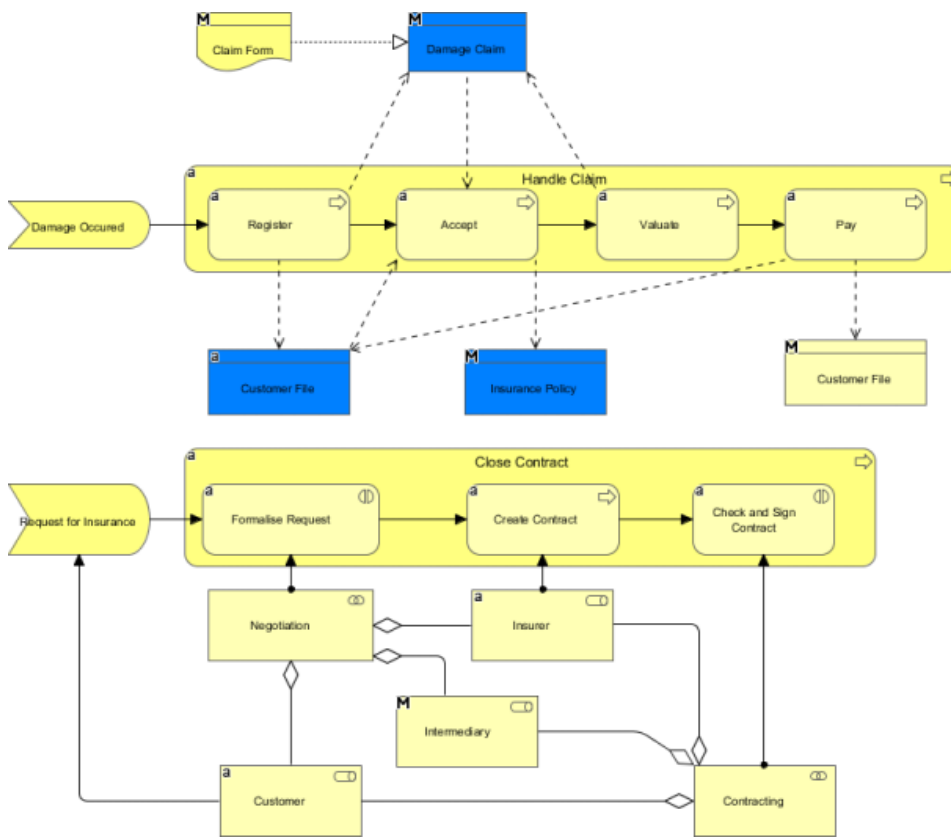 M
Claim Form
M
Damage Claim
a
Handle Claim
Damage Occured
a
Register
a
Accept
a
Valuate
a
Pay
a
Customer File
M
Insurance Policy
M
Customer File
a
Close Contract
Request for Insurance
a
Formalise Request
a
Create Contract
a
Check and Sign
Contract
Negotiation
a
Insurer
M
Intermediary
a
Customer
Contracting